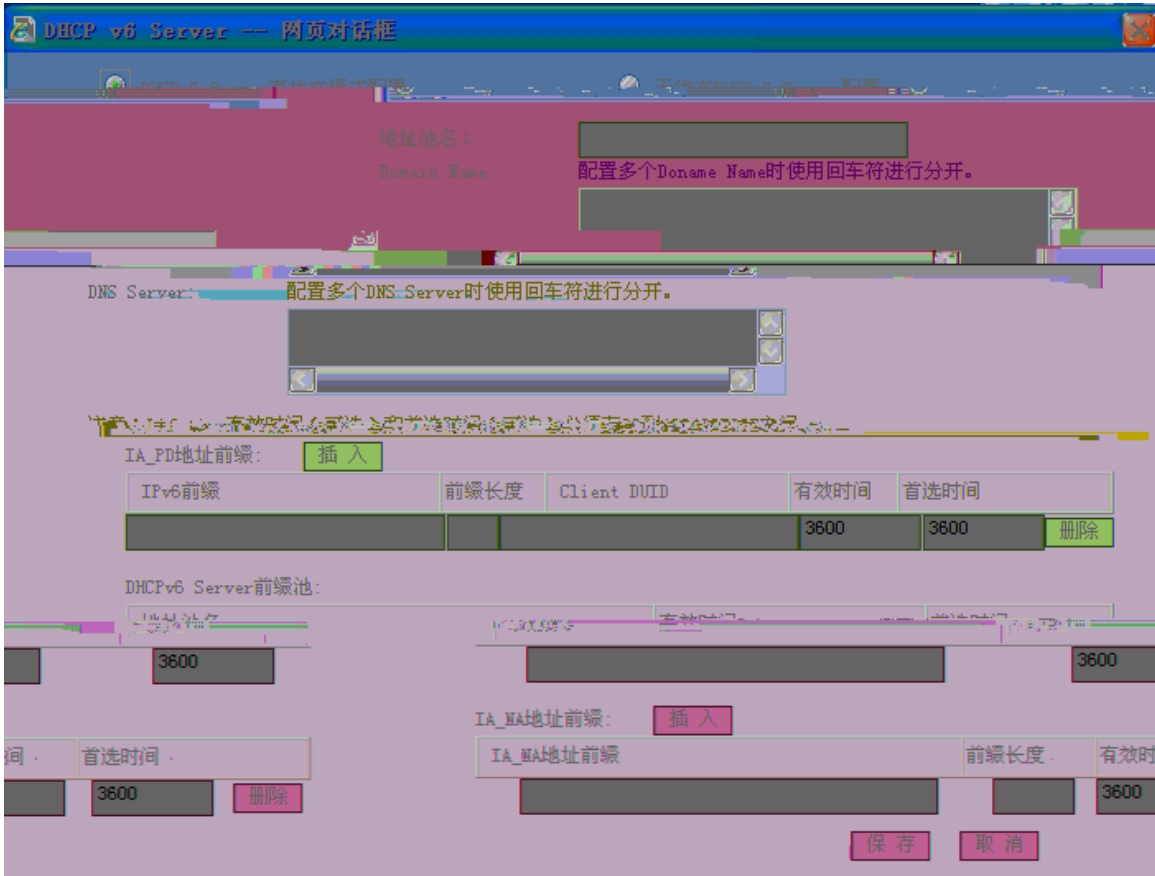 DHCP v6 Server -- 网页对话框
地址池名:
Domain Name: 配置多个Doname Name时使用回车符进行分开。
DNS Server: 配置多个DNS Server时使用回车符进行分开。
IA_PD地址前缀: 插 入
IPv6前缀 前缀长度 Client DUID 有效时间 首选时间
3600 3600 删除
DHCPv6 Server前缀池:
3600 3600
IA_NA地址前缀: 插 入
间 首选时间 IA_NA地址前缀 前缀长度 有效时
3600 删除 3600
保 存 取 消